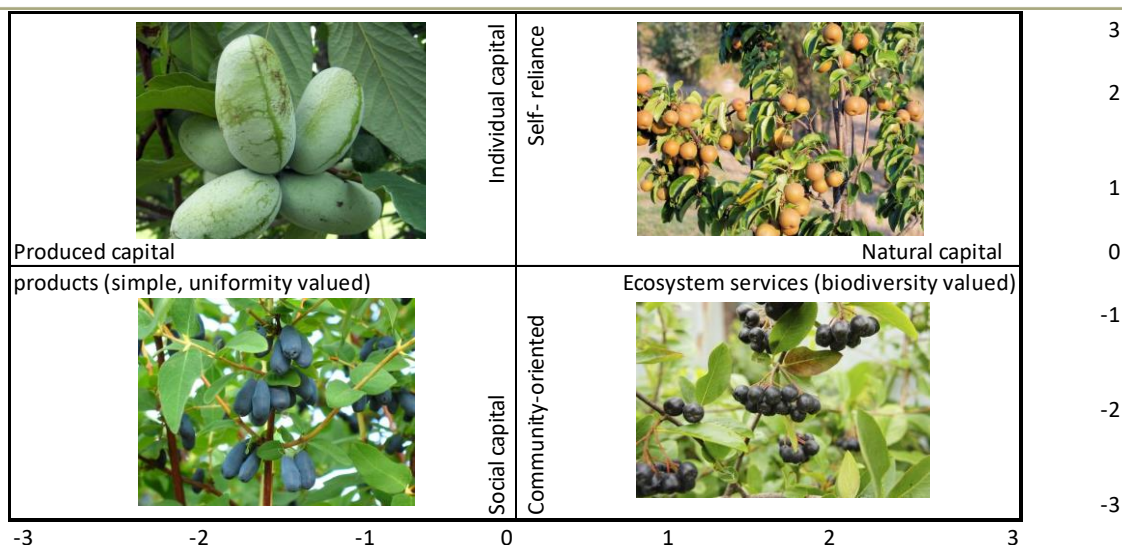 Individual capital
Self- reliance
Produced capital
Natural capital
products (simple, uniformity valued)
Ecosystem services (biodiversity valued)
Social capital
Community-oriented
3
2
1
0
-1
-2
-3
-3
-2
-1
0
1
2
3